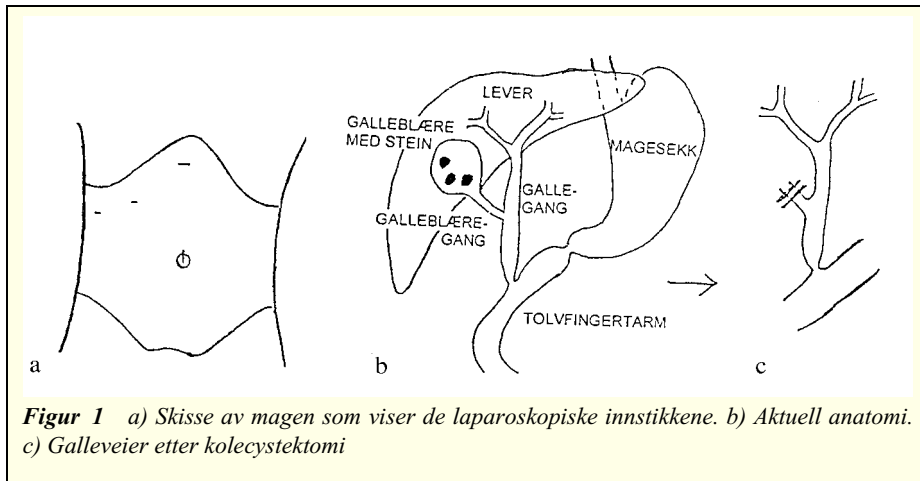 LEVER
GALLEBLÆRE
MED STEIN
MAGESEKK
GALLE-
GANG
GALLEBLÆRE-
GANG
TOLVFINGERTARM
a
b
c
Figur 1 a) Skisse av magen som viser de laparoskopiske innstikkene. b) Aktuell anatomi.
c) Galleveier etter kolecystektomi